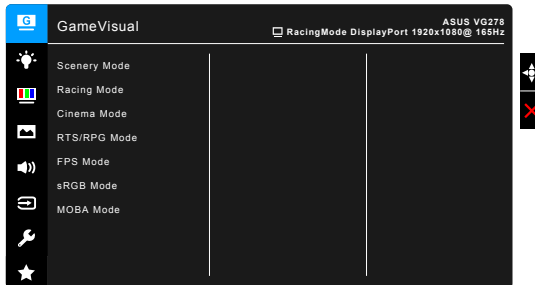 G
GameVisual
ASUS VG278
RacingMode DisplayPort 1920x1080@ 165Hz
Scenery Mode
Racing Mode
Cinema Mode
RTS/RPG Mode
FPS Mode
sRGB Mode
MOBA Mode